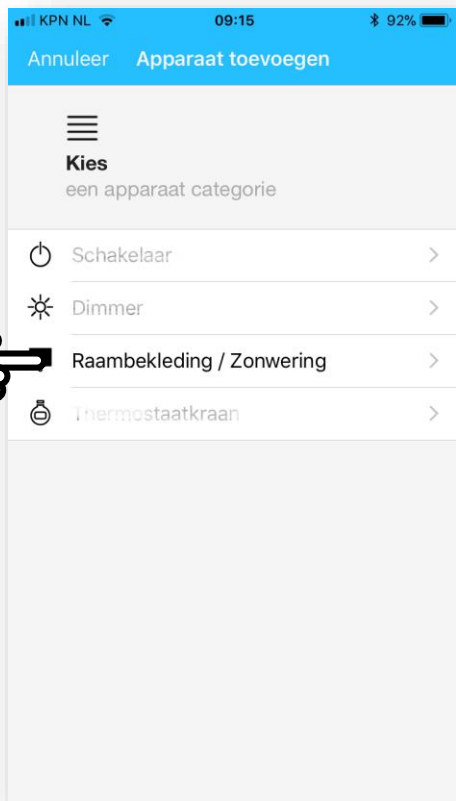 KPN NL 09:15 92%
Annuleer Apparaat toevoegen
Kies
een apparaat categorie
Schakelaar
Dimmer
Raambekleding / Zonwering
Thermostaatkraan